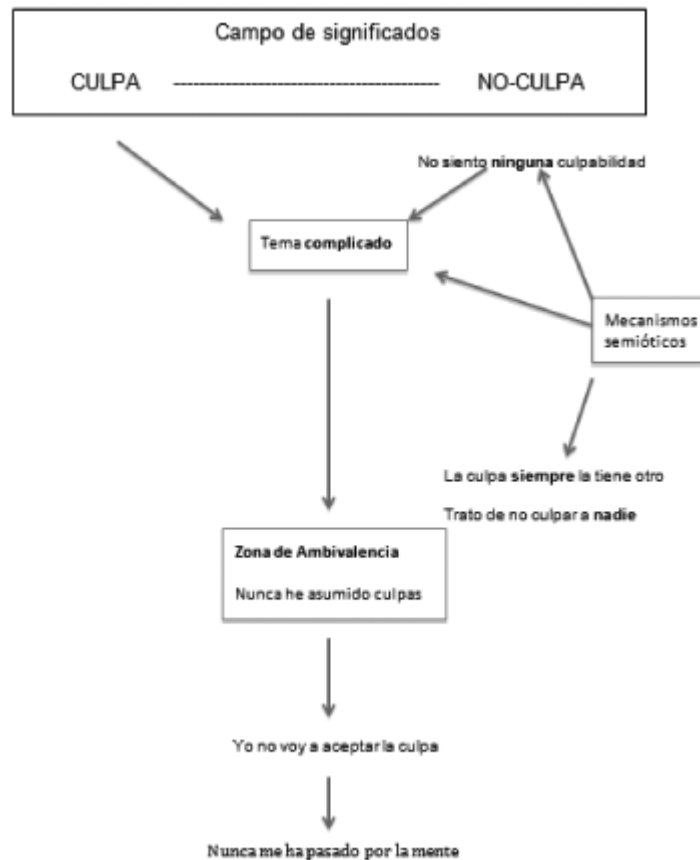 Campo de significados
CULPA ---------------------------------------- NO-CULPA
No siento ninguna culpabilidad
Tema complicado
Mecanismos
semióticos
La culpa siempre la tiene otro
Trato de no culpar a nadie
Zona de Ambivalencia
Nunca he asumido culpas
Yo no voy a aceptar la culpa
Nunca me ha pasado por la mente